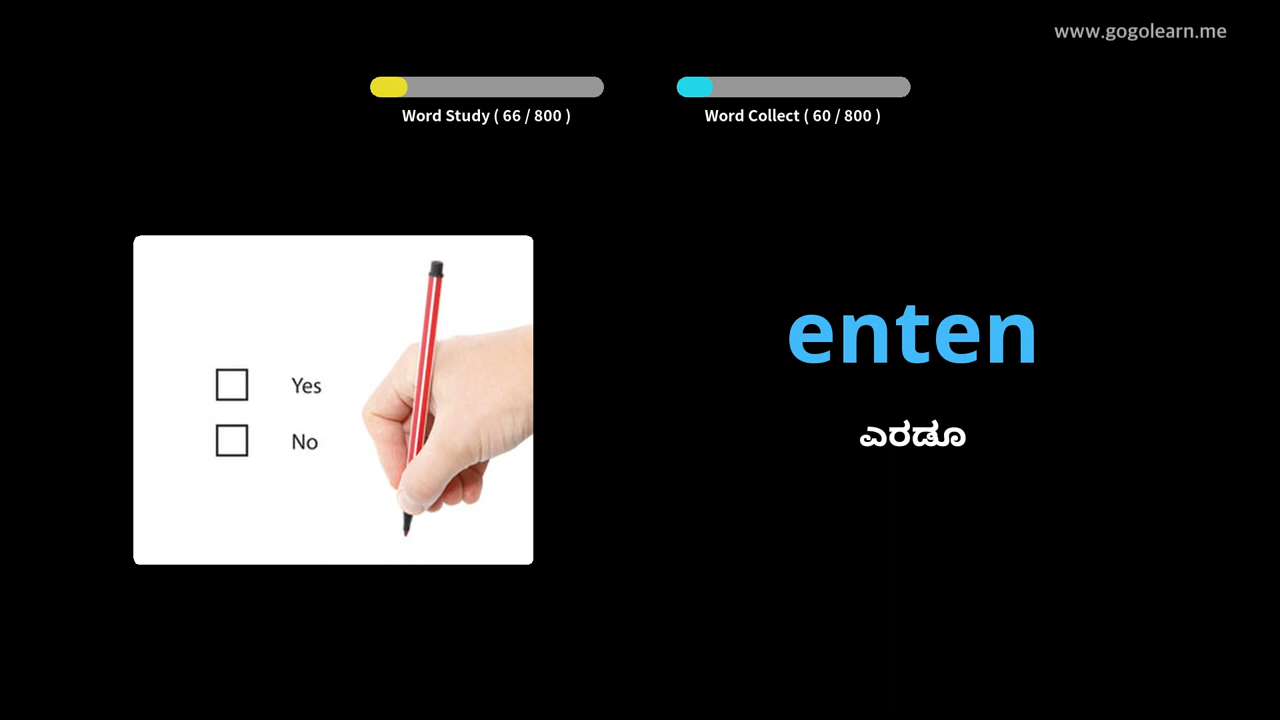 www.gogolearn.me
Word Study ( 66 / 800 )
Word Collect ( 60 / 800 )
Yes
No
enten
ಎರಡೂ